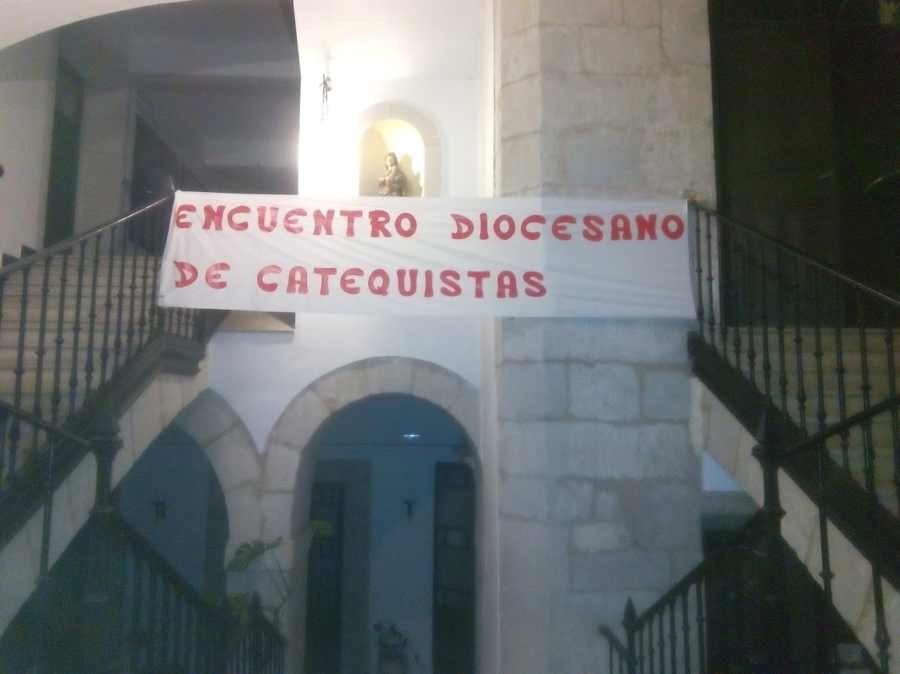 ENCUENTRO DIOCESANO
DE CATEQUISTAS